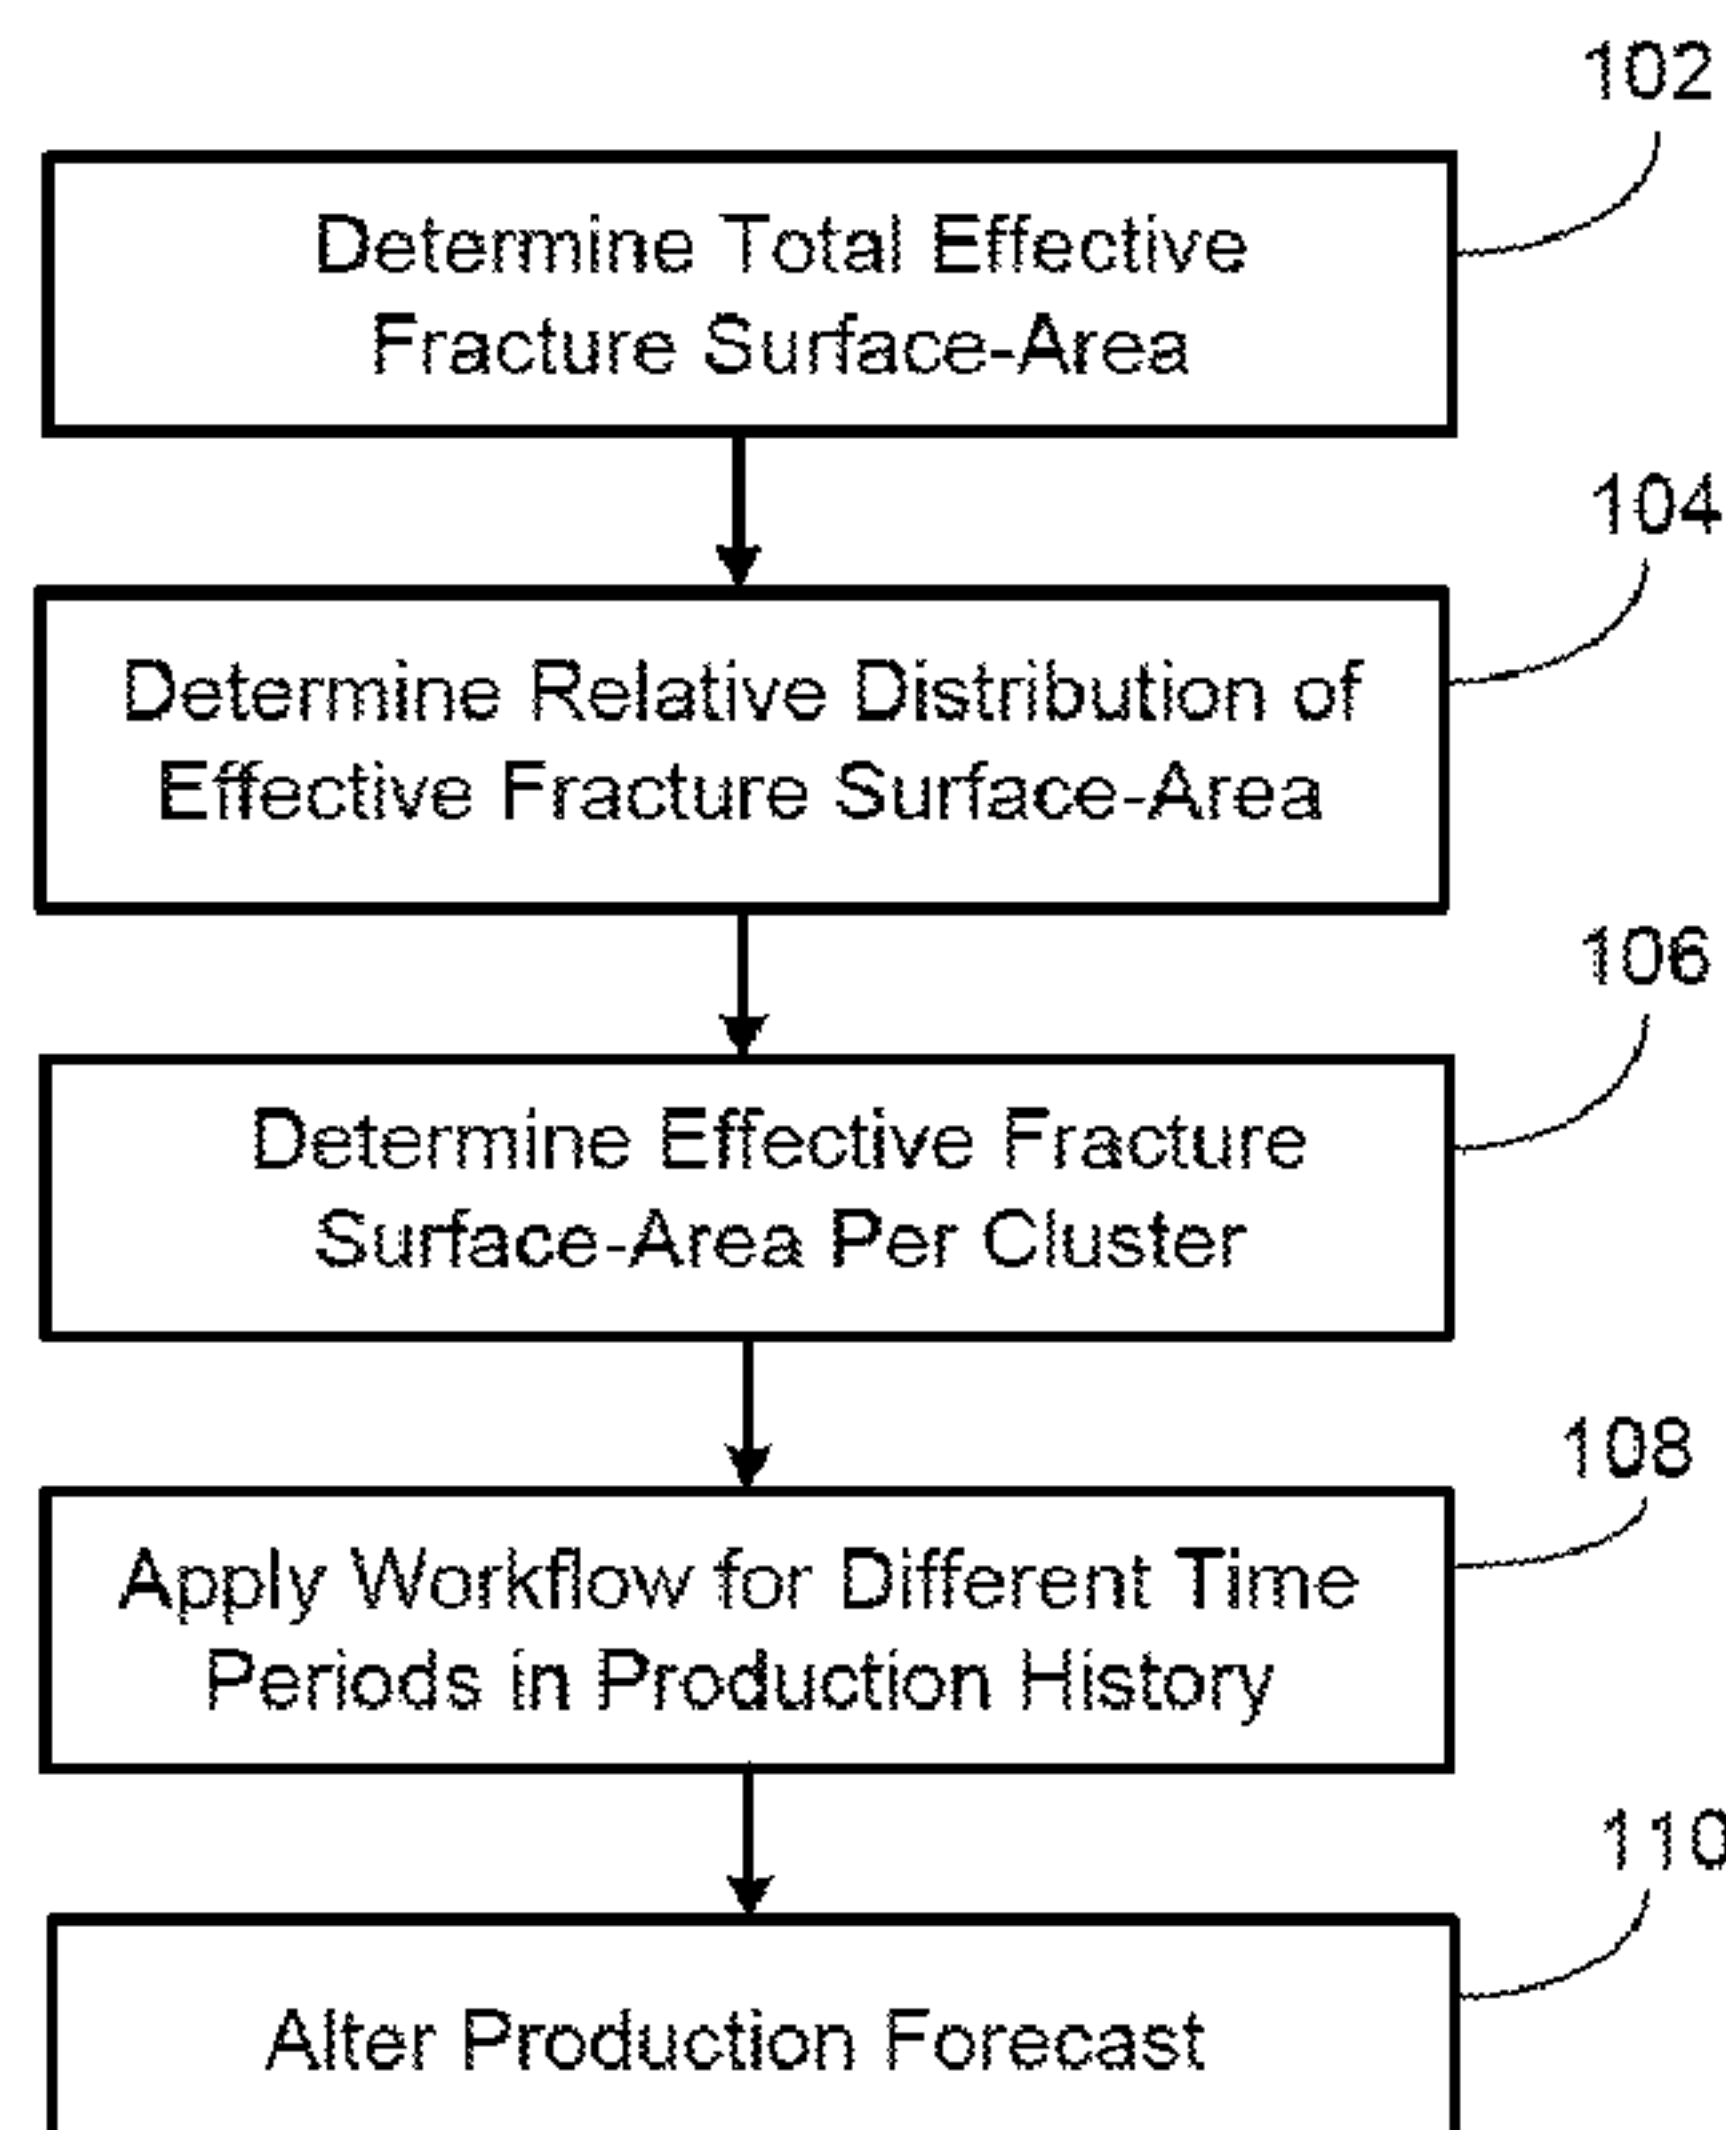 102
Determine Total Effective
Fracture Surface-Area
104
Determine Relative Distribution of
Effective Fracture Surface-Area
106
Determine Effective Fracture
Surface-Area Per Cluster
108
Apply Workflow for Different Time
Periods in Production History
110
Alter Production Forecast